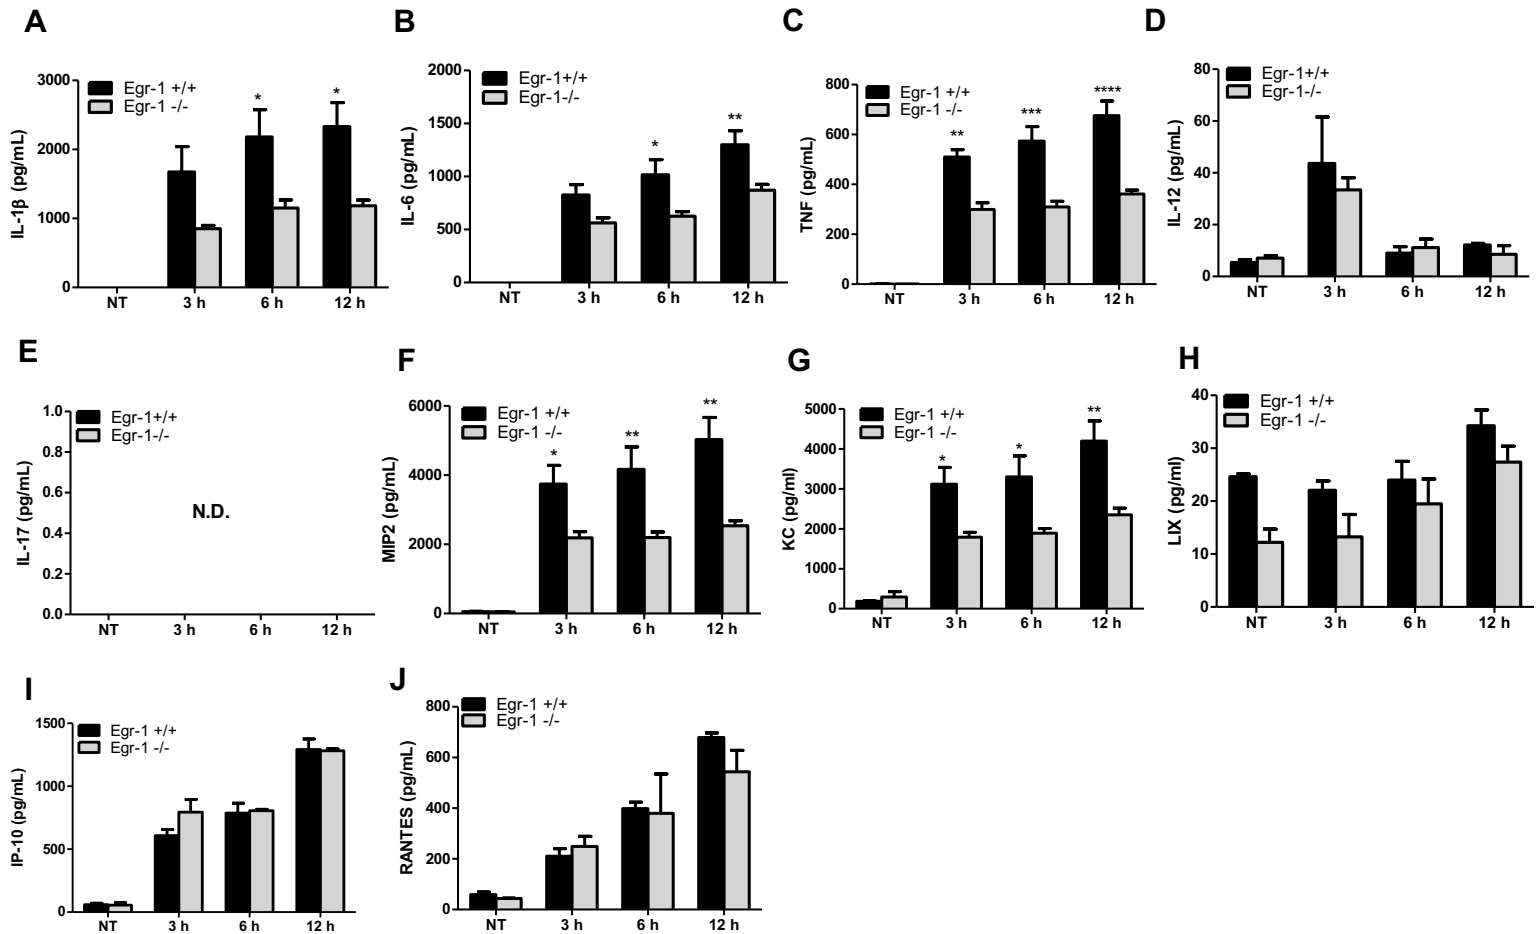 A
IL-1β (pg/mL)
3000
2000
1000
0
Egr-1 +/+
Egr-1 -/-
*
*
NT 3 h 6 h 12 h
B
IL-6 (pg/mL)
2000
1500
1000
500
0
Egr-1+/+
Egr-1-/-
*
**
NT 3 h 6 h 12 h
C
TNF (pg/mL)
800
600
400
200
0
Egr-1 +/+
Egr-1 -/-
**
***
****
NT 3 h 6 h 12 h
D
IL-12 (pg/mL)
80
60
40
20
0
Egr-1+/+
Egr-1-/-
NT 3 h 6 h 12 h
E
IL-17 (pg/mL)
1.0
0.8
0.6
0.4
0.2
0.0
Egr-1+/+
Egr-1-/-
N.D.
NT 3 h 6 h 12 h
F
MIP2 (pg/mL)
6000
4000
2000
0
Egr-1 +/+
Egr-1 -/-
*
**
**
NT 3 h 6 h 12 h
G
KC (pg/ml)
5000
4000
3000
2000
1000
0
Egr-1 +/+
Egr-1 -/-
*
*
**
NT 3 h 6 h 12 h
H
LIX (pg/ml)
40
30
20
10
0
Egr-1 +/+
Egr-1 -/-
NT 3 h 6 h 12 h
I
IP-10 (pg/mL)
1500
1000
500
0
Egr-1 +/+
Egr-1 -/-
NT 3 h 6 h 12 h
J
RANTES (pg/mL)
800
600
400
200
0
Egr-1 +/+
Egr-1 -/-
NT 3 h 6 h 12 h